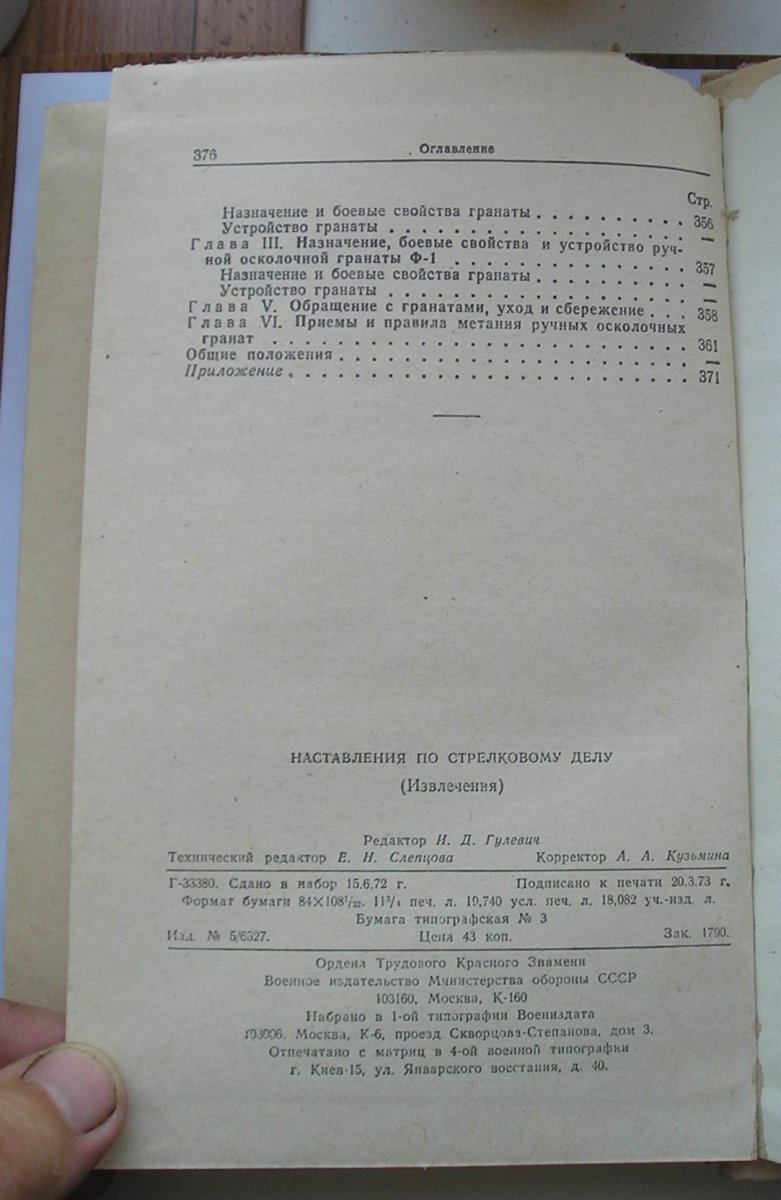 376 Оглавление
Стр.
Назначение и боевые свойства гранаты . . . . . . . . . . 356
Устройство гранаты . . . . . . . . . . . . . . . . . . . —
Глава III. Назначение, боевые свойства и устройство руч-
ной осколочной гранаты Ф-1 . . . . . . . . . . . . . . 357
Назначение и боевые свойства гранаты . . . . . . . . . . —
Устройство гранаты . . . . . . . . . . . . . . . . . . . —
Глава V. Обращение с гранатами, уход и сбережение . . . 358
Глава VI. Приемы и правила метания ручных осколочных
гранат . . . . . . . . . . . . . . . . . . . . . . . . 361
Общие положения . . . . . . . . . . . . . . . . . . . . —
Приложение . . . . . . . . . . . . . . . . . . . . . . . 371
НАСТАВЛЕНИЯ ПО СТРЕЛКОВОМУ ДЕЛУ
(Извлечения)
Редактор И. Д. Гулевич
Технический редактор Е. Н. Слепцова Корректор А. А. Кузьмина
Г-33380. Сдано в набор 15.6.72 г. Подписано к печати 20.3.73 г.
Формат бумаги 84×108¹/₃₂. 11³/₄ печ. л. 19,740 усл. печ. л. 18,082 уч.-изд. л.
Бумага типографская № 3
Изд. № 5/6327. Цена 43 коп. Зак. 1790.
Ордена Трудового Красного Знамени
Военное издательство Министерства обороны СССР
103160, Москва, К-160
Набрано в 1-ой типографии Воениздата
103006. Москва, К-6, проезд Скворцова-Степанова, дом 3.
Отпечатано с матриц в 4-ой военной типографии
г. Киев-15, ул. Январского восстания, д. 40.